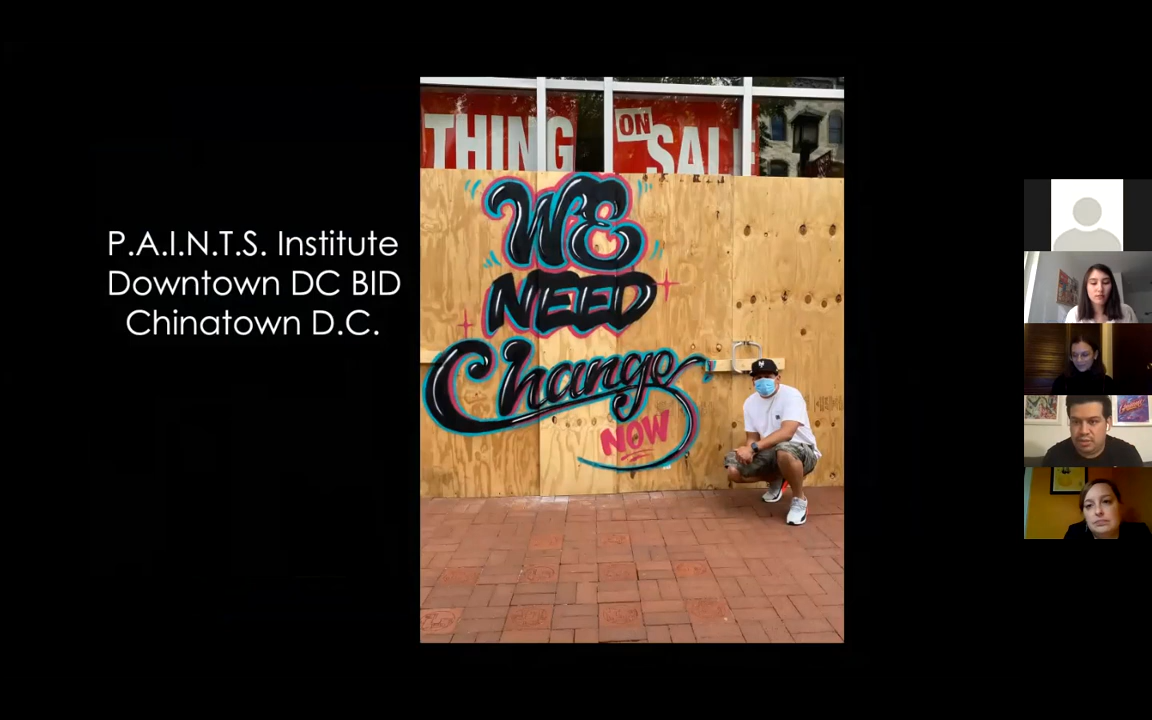 P.A.I.N.T.S. Institute
Downtown DC BID
Chinatown D.C.
THING ON SALE
WE
NEED
Change
NOW